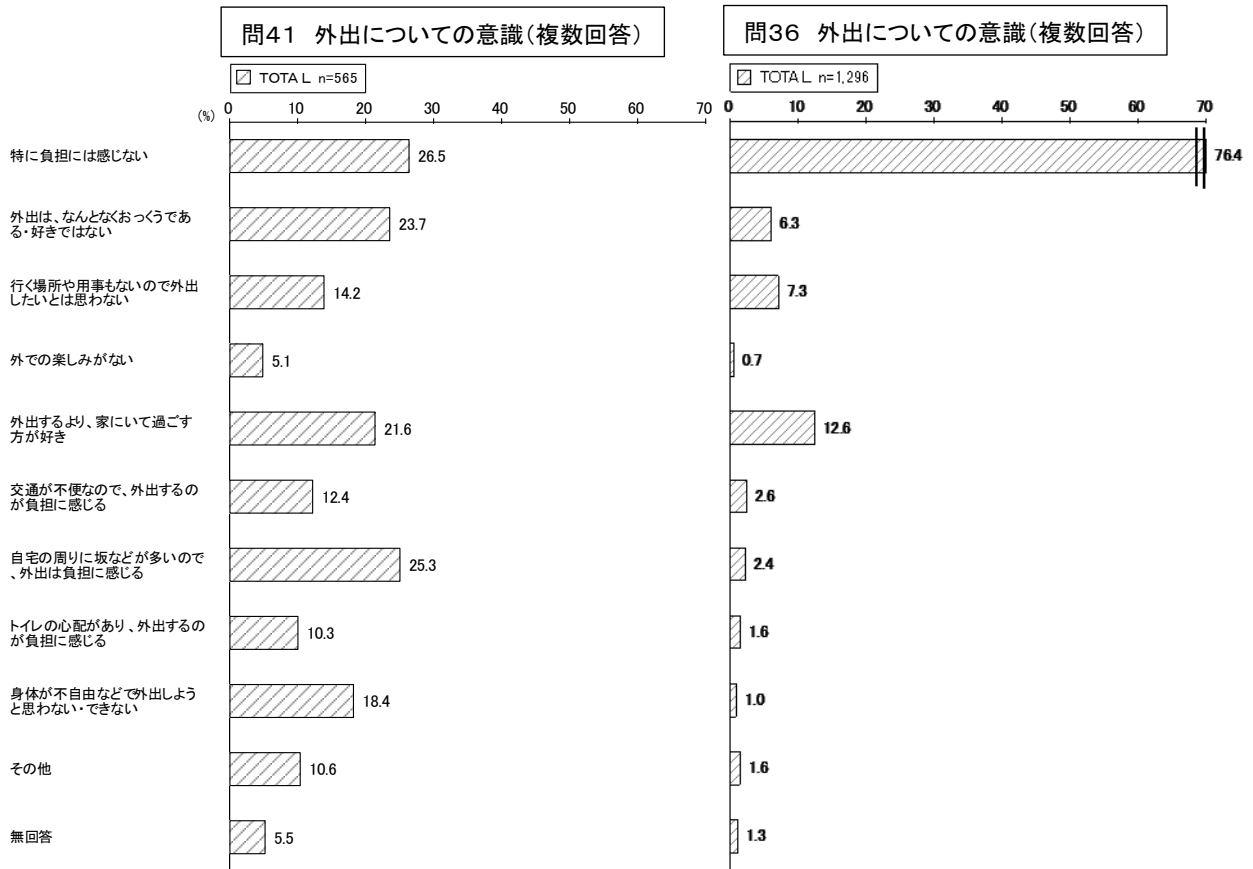 問41 外出についての意識(複数回答)
TOTAL n=565
(%)
0 10 20 30 40 50 60 70
問36 外出についての意識(複数回答)
TOTAL n=1,296
0 10 20 30 40 50 60 70
特に負担には感じない
26.5
76.4
外出は、なんとなくおっくうであ
る・好きではない
23.7
6.3
行く場所や用事もないので外出
したいとは思わない
14.2
7.3
外での楽しみがない
5.1
0.7
外出するより、家にいて過ごす
方が好き
21.6
12.6
交通が不便なので、外出するの
が負担に感じる
12.4
2.6
自宅の周りに坂などが多いので
、外出は負担に感じる
25.3
2.4
トイレの心配があり、外出するの
が負担に感じる
10.3
1.6
身体が不自由などで外出しよう
と思わない・できない
18.4
1.0
その他
10.6
1.6
無回答
5.5
1.3